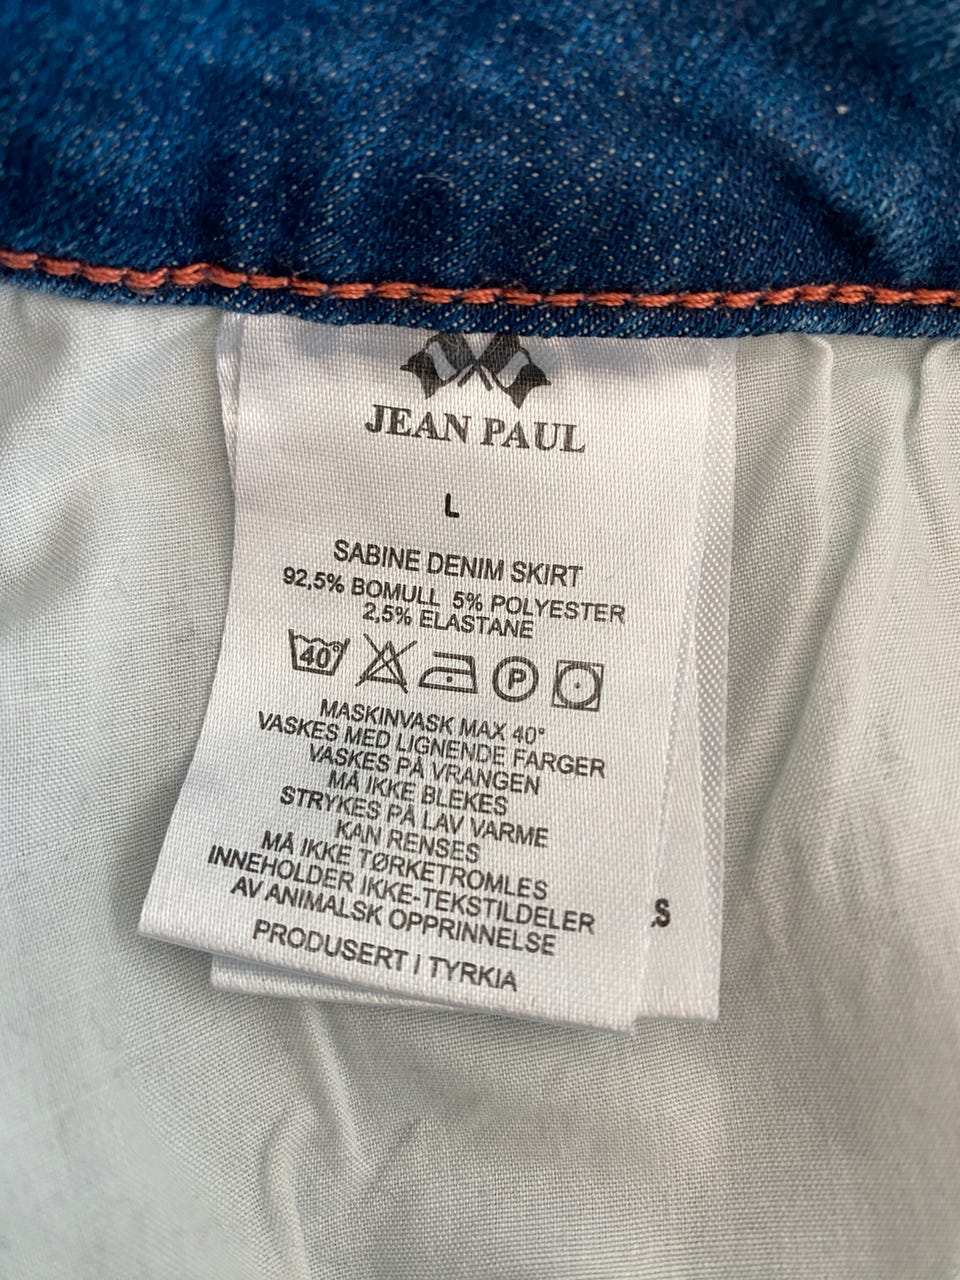 JEAN PAUL
L
SABINE DENIM SKIRT
92,5% BOMULL 5% POLYESTER
2,5% ELASTANE
40° P
MASKINVASK MAX 40°
VASKES MED LIGNENDE FARGER
VASKES PÅ VRANGEN
MÅ IKKE BLEKES
STRYKES PÅ LAV VARME
KAN RENSES
MÅ IKKE TØRKETROMLES
INNEHOLDER IKKE-TEKSTILDELER
AV ANIMALSK OPPRINNELSE
PRODUSERT I TYRKIA